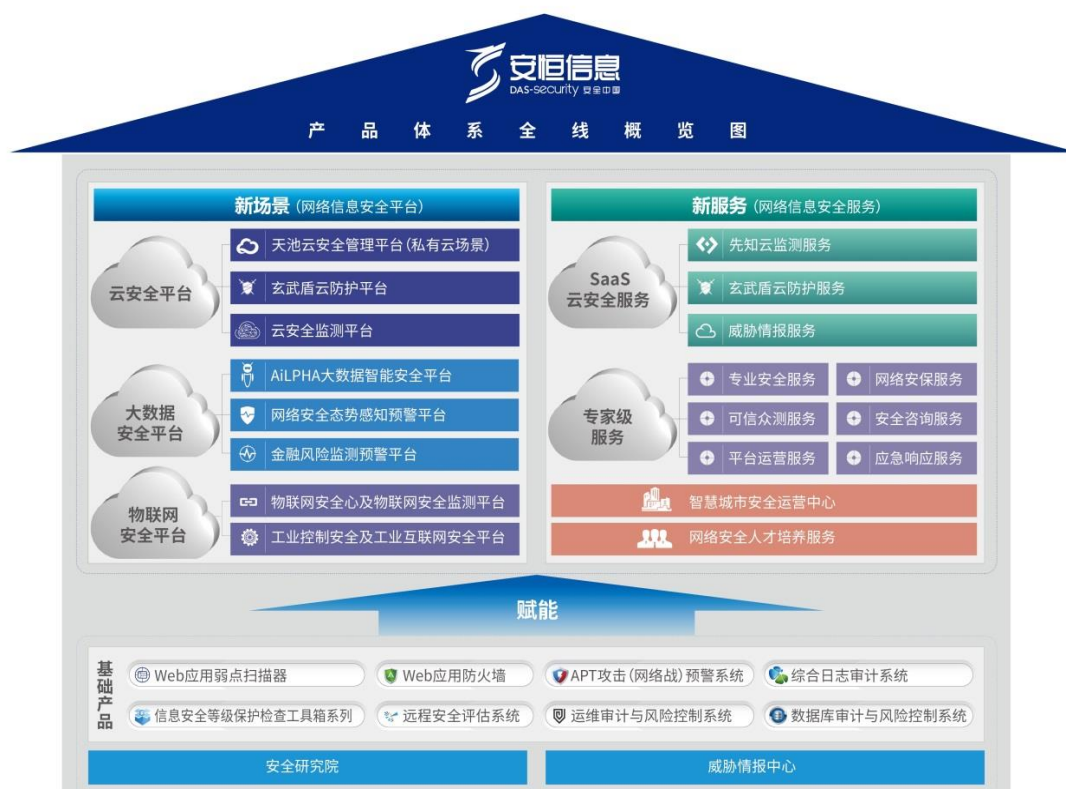 安恒信息
DAS-security 安全中国
产品体系全线概览图
新场景(网络信息安全平台)
云安全平台
天池云安全管理平台(私有云场景)
玄武盾云防护平台
云安全监测平台
大数据
安全平台
AiLPHA大数据智能安全平台
网络安全态势感知预警平台
金融风险监测预警平台
物联网
安全平台
物联网安全心及物联网安全监测平台
工业控制安全及工业互联网安全平台
新服务(网络信息安全服务)
SaaS
云安全服务
先知云监测服务
玄武盾云防护服务
威胁情报服务
专家级
服务
专业安全服务
网络安保服务
可信众测服务
安全咨询服务
平台运营服务
应急响应服务
智慧城市安全运营中心
网络安全人才培养服务
赋能
基础产品
Web应用弱点扫描器
Web应用防火墙
APT攻击(网络战)预警系统
综合日志审计系统
信息安全等级保护检查工具箱系列
远程安全评估系统
运维审计与风险控制系统
数据库审计与风险控制系统
安全研究院
威胁情报中心